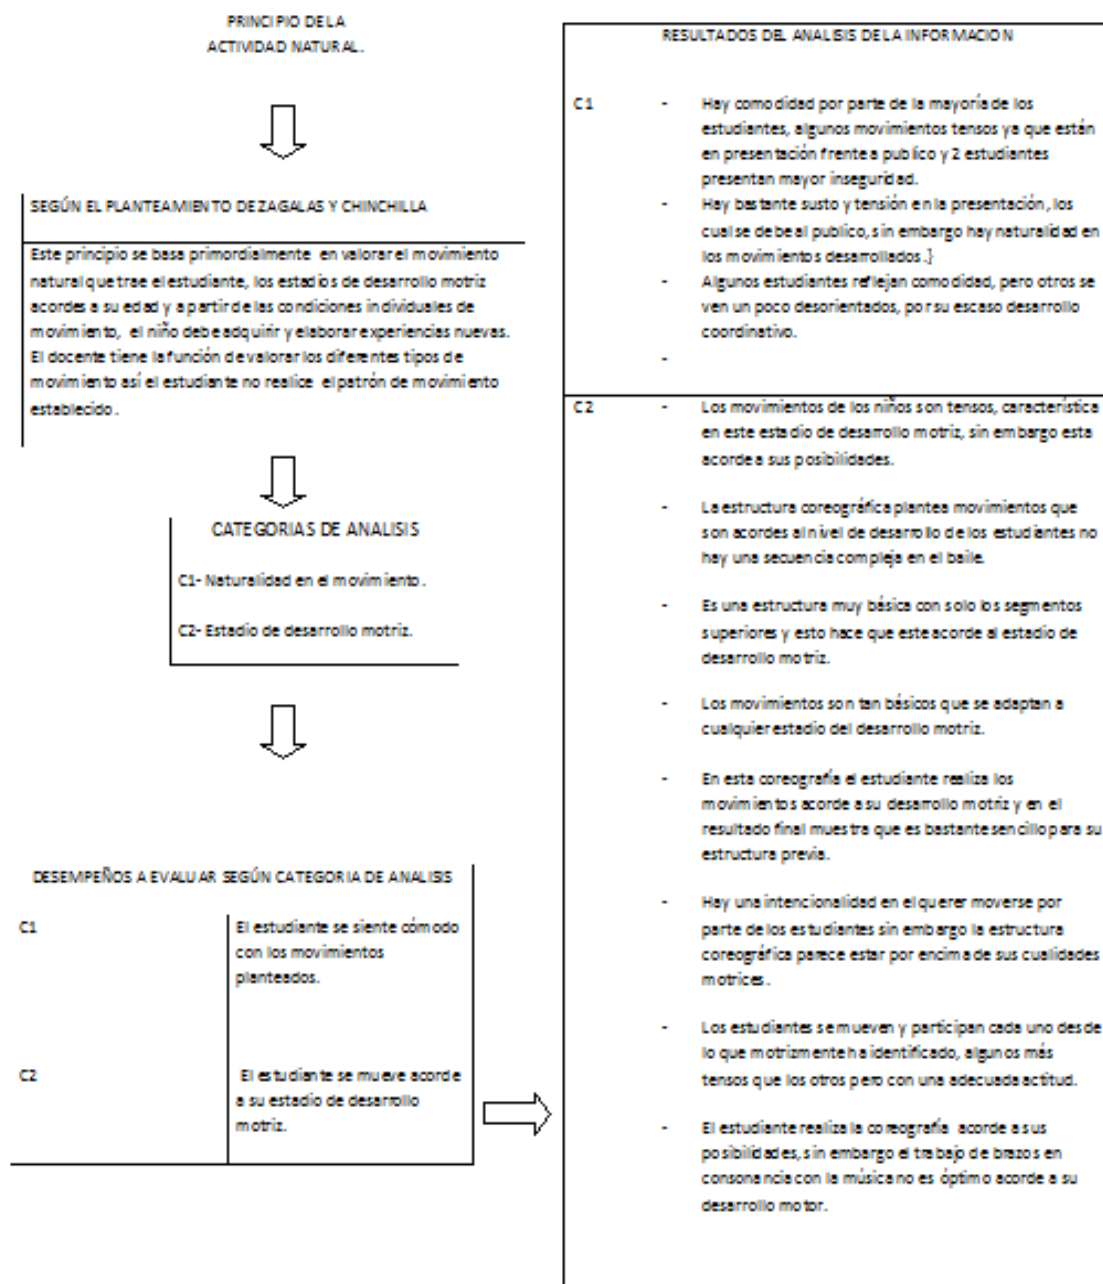 PRINCIPIO DE LA
ACTIVIDAD NATURAL.
SEGÚN EL PLANTEAMIENTO DE ZAGALAS Y CHINCHILLA
Este principio se basa primordialmente en valorar el movimiento
natural que trae el estudiante, los estadíos de desarrollo motriz
acordes a su edad y a partir de las condiciones individuales de
movimiento, el niño debe adquirir y elaborar experiencias nuevas.
El docente tiene la función de valorar los diferentes tipos de
movimiento así el estudiante no realice el patrón de movimiento
establecido.
CATEGORIAS DE ANALISIS
C1- Naturalidad en el movimiento.
C2- Estadio de desarrollo motriz.
DESEMPEÑOS A EVALUAR SEGÚN CATEGORIA DE ANALISIS
C1
El estudiante se siente cómodo
con los movimientos
planteados.
C2
El estudiante se mueve acorde
a su estadio de desarrollo
motriz.
RESULTADOS DEL ANALISIS DE LA INFORMACION
C1
- Hay comodidad por parte de la mayoría de los
estudiantes, algunos movimientos tensos ya que están
en presentación frente a publico y 2 estudiantes
presentan mayor inseguridad.
- Hay bastante susto y tensión en la presentación, los
cual se debe al publico, sin embargo hay naturalidad en
los movimientos desarrollados.}
- Algunos estudiantes reflejan comodidad, pero otros se
ven un poco desorientados, por su escaso desarrollo
coordinativo.
-
C2
- Los movimientos de los niños son tensos, característica
en este estadio de desarrollo motriz, sin embargo esta
acorde a sus posibilidades.
- La estructura coreográfica plantea movimientos que
son acordes al nivel de desarrollo de los estudiantes no
hay una secuencia compleja en el baile.
- Es una estructura muy básica con solo los segmentos
superiores y esto hace que este acorde al estadio de
desarrollo motriz.
- Los movimientos son tan básicos que se adaptan a
cualquier estadio del desarrollo motriz.
- En esta coreografía el estudiante realiza los
movimientos acorde a su desarrollo motriz y en el
resultado final muestra que es bastante sencillo para su
estructura previa.
- Hay una intencionalidad en el querer moverse por
parte de los estudiantes sin embargo la estructura
coreográfica parece estar por encima de sus cualidades
motrices.
- Los estudiantes se mueven y participan cada uno desde
lo que motrizmente ha identificado, algunos más
tensos que los otros pero con una adecuada actitud.
- El estudiante realiza la coreografía acorde a sus
posibilidades, sin embargo el trabajo de brazos en
consonancia con la música no es óptimo acorde a su
desarrollo motor.